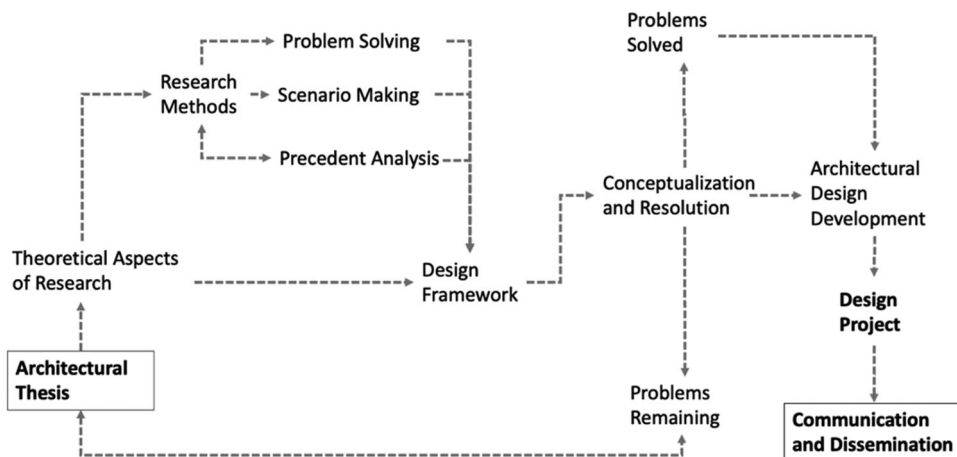 Problem Solving
Research
Methods
Scenario Making
Precedent Analysis
Theoretical Aspects
of Research
Architectural
Thesis
Design
Framework
Problems
Solved
Conceptualization
and Resolution
Problems
Remaining
Architectural
Design
Development
Design
Project
Communication
and Dissemination